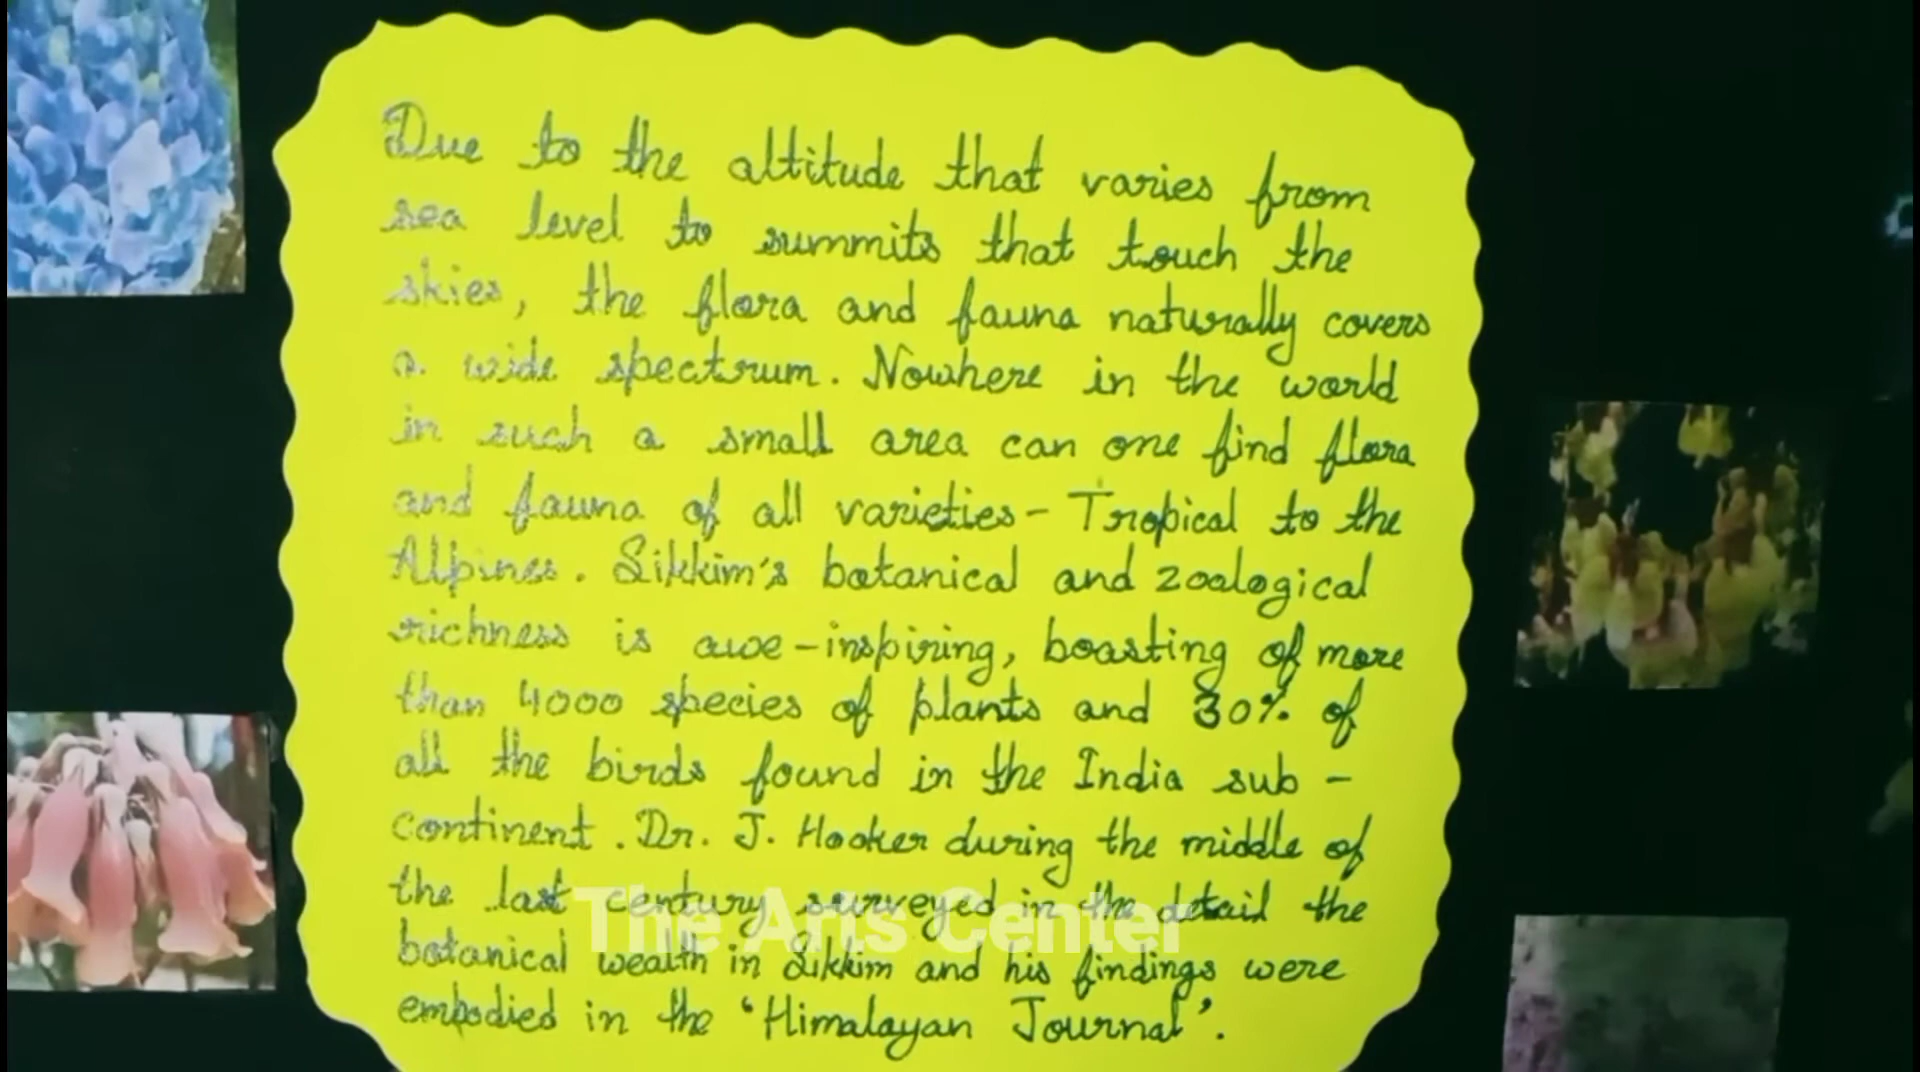 Due to the altitude that varies from
sea level to summits that touch the
skies, the flora and fauna naturally covers
a wide spectrum. Nowhere in the world
in such a small area can one find flora
and fauna of all varieties - Tropical to the
Alpines. Sikkim's botanical and zoological
richness is awe-inspiring, boasting of more
than 4000 species of plants and 30% of
all the birds found in the India sub-
continent. Dr. J. Hooker during the middle of
the last century surveyed in the detail the
The Arts Center
botanical wealth in Sikkim and his findings were
embodied in the 'Himalayan Journal'.